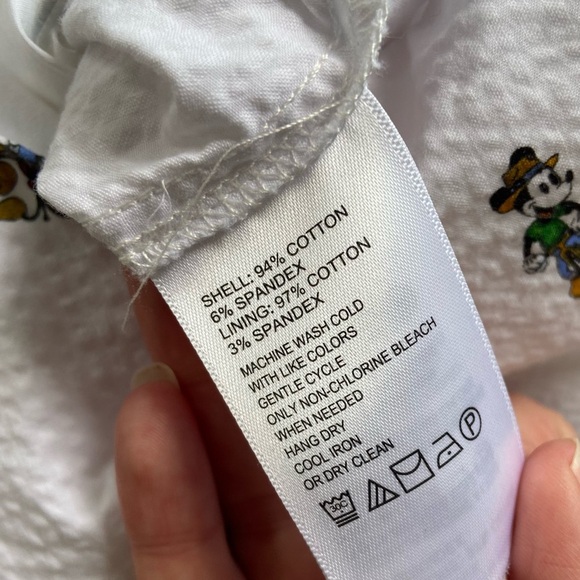 SHELL: 94% COTTON
6% SPANDEX
LINING: 97% COTTON
3% SPANDEX
MACHINE WASH COLD
WITH LIKE COLORS
GENTLE CYCLE
ONLY NON-CHLORINE BLEACH
WHEN NEEDED
HANG DRY
COOL IRON
OR DRY CLEAN
30C P